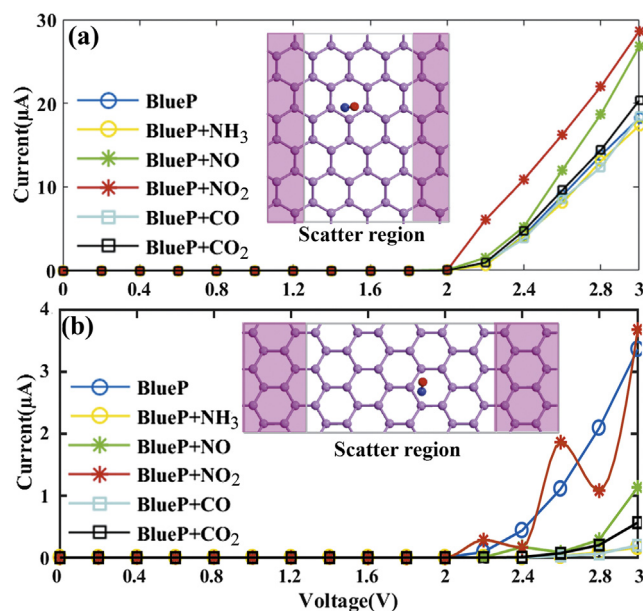 (a)
Current(μA)
30
20
10
0
BlueP
BlueP+NH3
BlueP+NO
BlueP+NO2
BlueP+CO
BlueP+CO2
Scatter region
0 0.4 0.8 1.2 1.6 2 2.4 2.8 3
(b)
Current(μA)
4
3
2
1
0
BlueP
BlueP+NH3
BlueP+NO
BlueP+NO2
BlueP+CO
BlueP+CO2
Scatter region
0 0.4 0.8 1.2 1.6 2 2.4 2.8 3
Voltage(V)